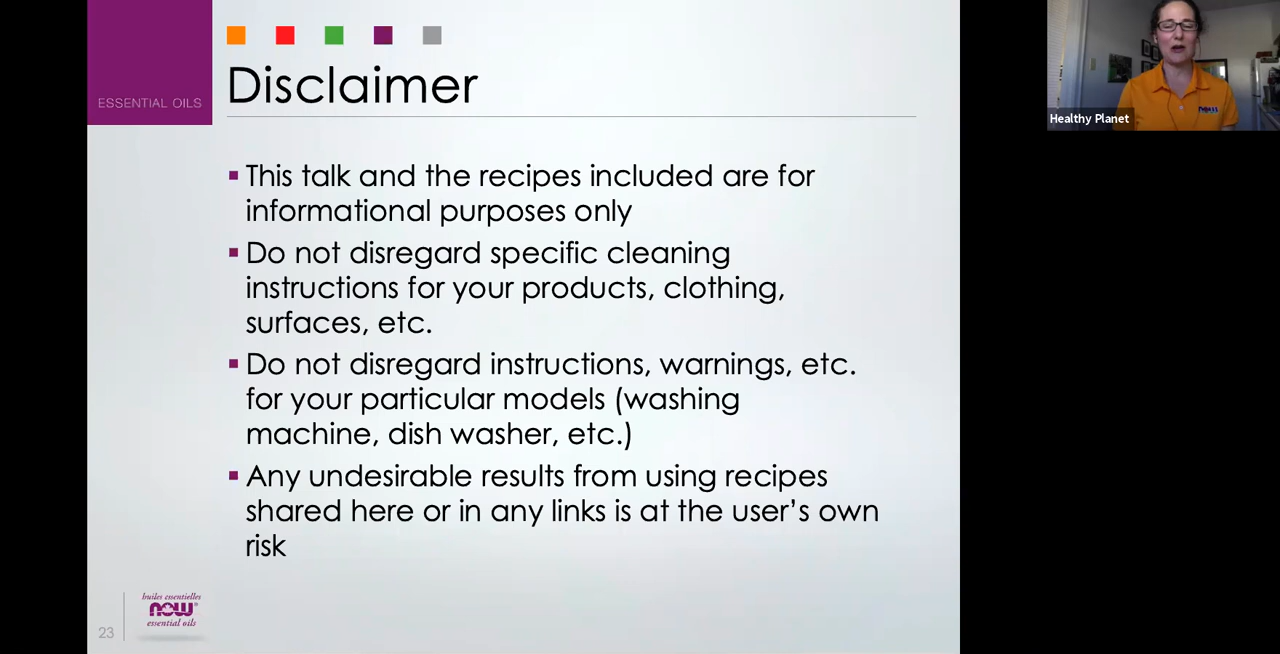 ESSENTIAL OILS
Disclaimer
This talk and the recipes included are for
informational purposes only
Do not disregard specific cleaning
instructions for your products, clothing,
surfaces, etc.
Do not disregard instructions, warnings, etc.
for your particular models (washing
machine, dish washer, etc.)
Any undesirable results from using recipes
shared here or in any links is at the user’s own
risk
23
huiles essentielles
NOW®
essential oils
Healthy Planet